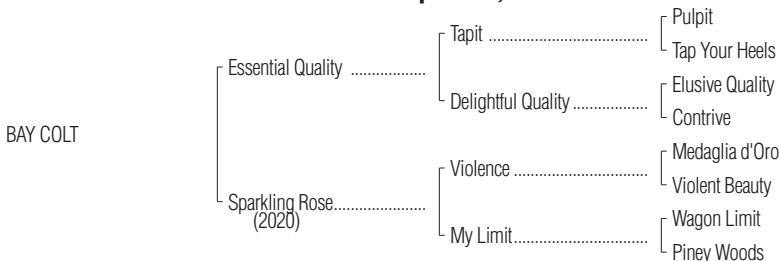 Pulpit
Tapit ......................................
Tap Your Heels
Essential Quality ..................
Elusive Quality
Delightful Quality ..................
Contrive
BAY COLT
Medaglia d'Oro
Violence ................................
Violent Beauty
Sparkling Rose......................
(2020)
Wagon Limit
My Limit................................
Piney Woods